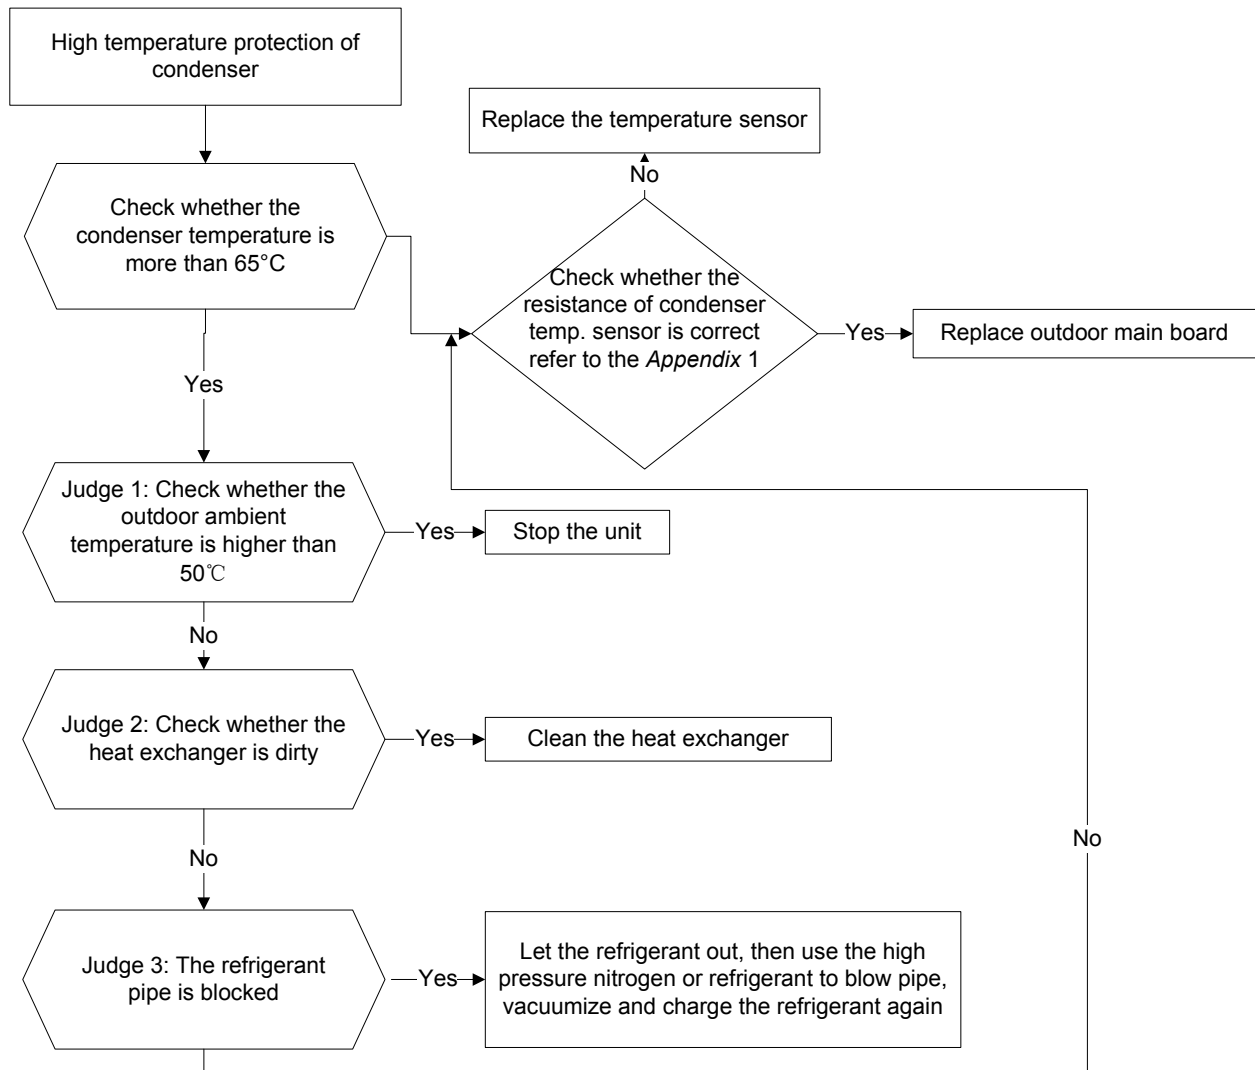 High temperature protection of
condenser
Replace the temperature sensor
No
Check whether the
condenser temperature is
more than 65°C
Check whether the
resistance of condenser
temp. sensor is correct
refer to the Appendix 1
Yes
Replace outdoor main board
Yes
Judge 1: Check whether the
outdoor ambient
temperature is higher than
50℃
Yes
Stop the unit
No
Judge 2: Check whether the
heat exchanger is dirty
Yes
Clean the heat exchanger
No
No
Judge 3: The refrigerant
pipe is blocked
Yes
Let the refrigerant out, then use the high
pressure nitrogen or refrigerant to blow pipe,
vacuumize and charge the refrigerant again